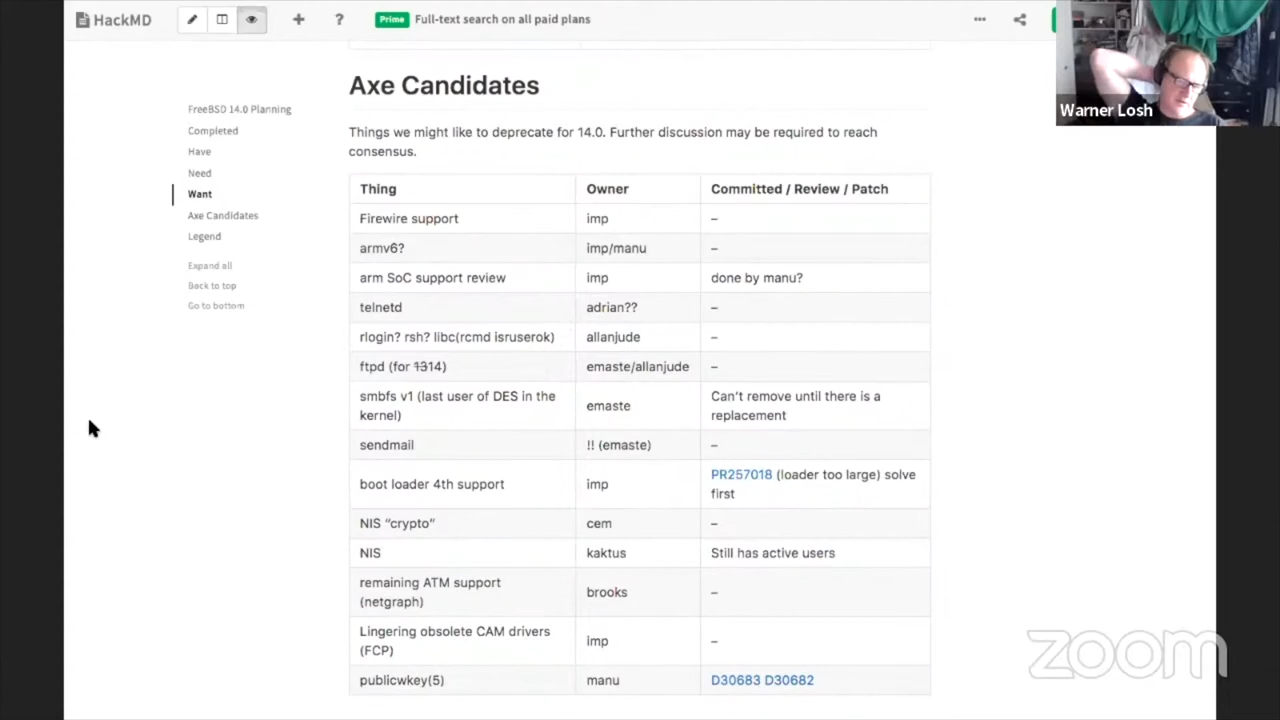 HackMD
Prime Full-text search on all paid plans
Warner Losh
FreeBSD 14.0 Planning
Completed
Have
Need
Want
Axe Candidates
Legend
Expand all
Back to top
Go to bottom
Axe Candidates
Things we might like to deprecate for 14.0. Further discussion may be required to reach
consensus.
Thing Owner Committed / Review / Patch
Firewire support imp –
armv6? imp/manu –
arm SoC support review imp done by manu?
telnetd adrian?? –
rlogin? rsh? libc(rcmd isruserok) allanjude –
ftpd (for 1314) emaste/allanjude –
smbfs v1 (last user of DES in the
kernel)
emaste
Can't remove until there is a
replacement
sendmail !! (emaste) –
boot loader 4th support imp
PR257018 (loader too large) solve
first
NIS “crypto” cem –
NIS kaktus Still has active users
remaining ATM support
(netgraph)
brooks –
Lingering obsolete CAM drivers
(FCP)
imp –
publicwkey(5) manu D30683 D30682
zoom